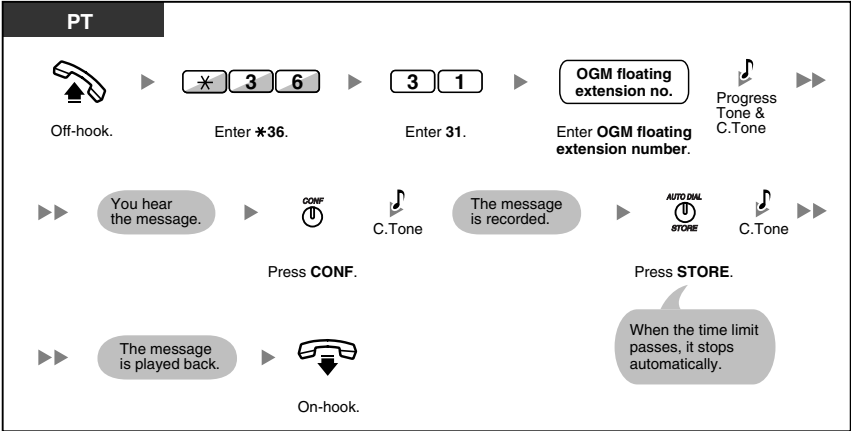 PT
✳ 3 6
3 1
OGM floating
extension no.
Progress
Tone &
C.Tone
Off-hook.
Enter ✳36.
Enter 31.
Enter OGM floating
extension number.
You hear
the message.
CONF
C.Tone
The message
is recorded.
AUTO DIAL
STORE
C.Tone
Press CONF.
Press STORE.
When the time limit
passes, it stops
automatically.
The message
is played back.
On-hook.